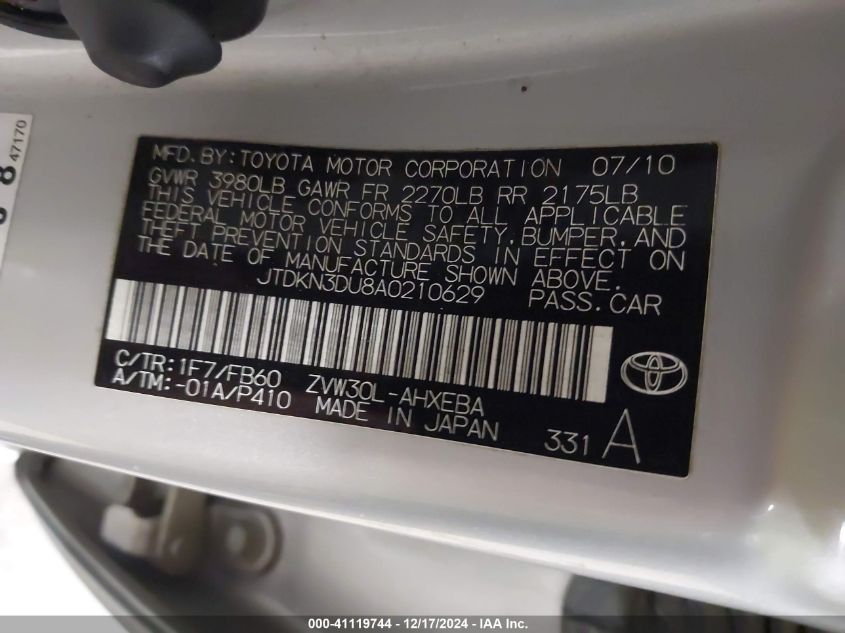 47170
8
MFD. BY: TOYOTA MOTOR CORPORATION 07/10
GVWR 3980LB GAWR FR 2270LB RR 2175LB
THIS VEHICLE CONFORMS TO ALL APPLICABLE
FEDERAL MOTOR VEHICLE SAFETY, BUMPER, AND
THEFT PREVENTION STANDARDS IN EFFECT ON
THE DATE OF MANUFACTURE SHOWN ABOVE.
JTDKN3DU8A0210629 PASS. CAR
C/TR: 1F7/FB60 ZVW30L-AHXEBA
A/TM: -01A/P410 MADE IN JAPAN
331 A
000-41119744 - 12/17/2024 - IAA Inc.